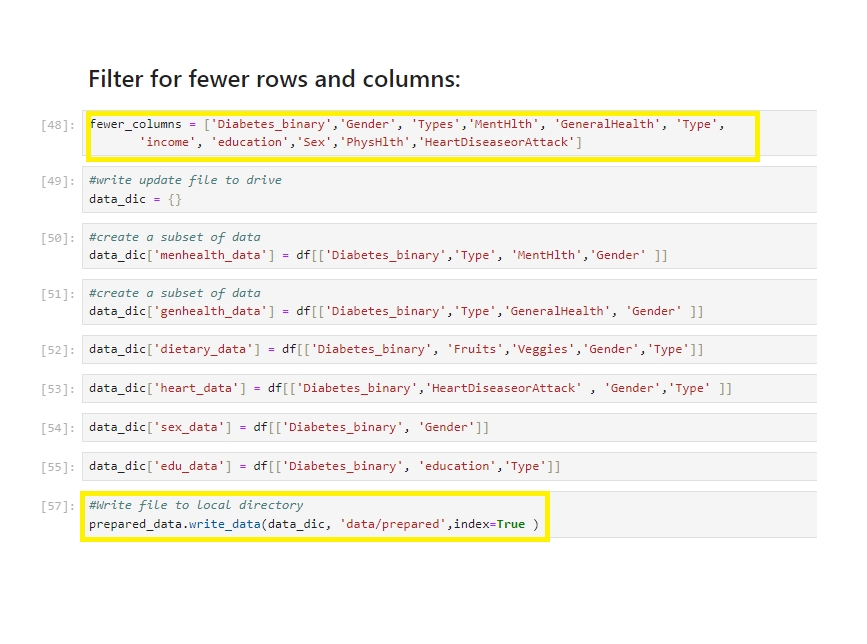 Filter for fewer rows and columns:
[48]: fewer_columns = ['Diabetes_binary','Gender', 'Types','MentHlth', 'GeneralHealth', 'Type',
'income', 'education','Sex','PhysHlth','HeartDiseaseorAttack']
[49]: #write update file to drive
data_dic = {}
[50]: #create a subset of data
data_dic['menhealth_data'] = df[['Diabetes_binary','Type', 'MentHlth','Gender' ]]
[51]: #create a subset of data
data_dic['genhealth_data'] = df[['Diabetes_binary','Type','GeneralHealth', 'Gender' ]]
[52]: data_dic['dietary_data'] = df[['Diabetes_binary', 'Fruits','Veggies','Gender','Type']]
[53]: data_dic['heart_data'] = df[['Diabetes_binary','HeartDiseaseorAttack' , 'Gender','Type' ]]
[54]: data_dic['sex_data'] = df[['Diabetes_binary', 'Gender']]
[55]: data_dic['edu_data'] = df[['Diabetes_binary', 'education','Type']]
[57]: #Write file to local directory
prepared_data.write_data(data_dic, 'data/prepared',index=True )